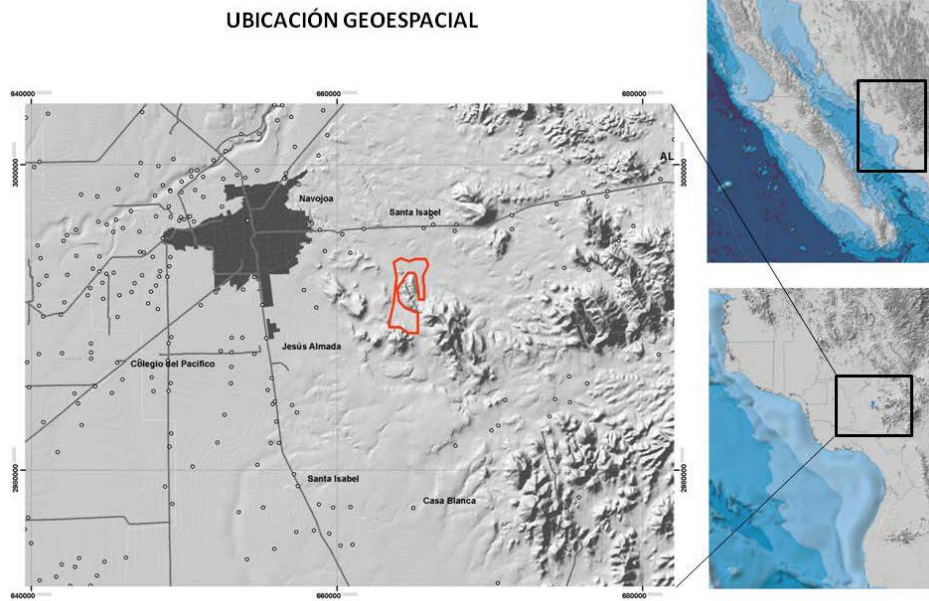 UBICACIÓN GEOESPACIAL
640000
660000
680000
3000000
3000000
AL
Navojoa
Santa Isabel
Jesús Almada
Colegio del Pacifico
2980000
2980000
Santa Isabel
Casa Blanca
640000
660000
680000